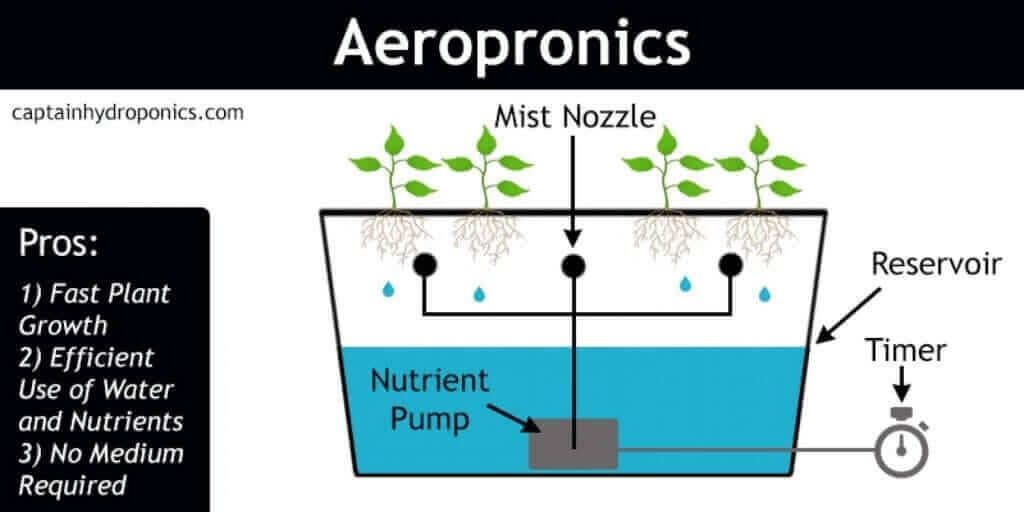 Aeropronics
captainhydroponics.com
Mist Nozzle
Pros:
1) Fast Plant
Growth
2) Efficient
Use of Water
and Nutrients
3) No Medium
Required
Reservoir
Timer
Nutrient
Pump